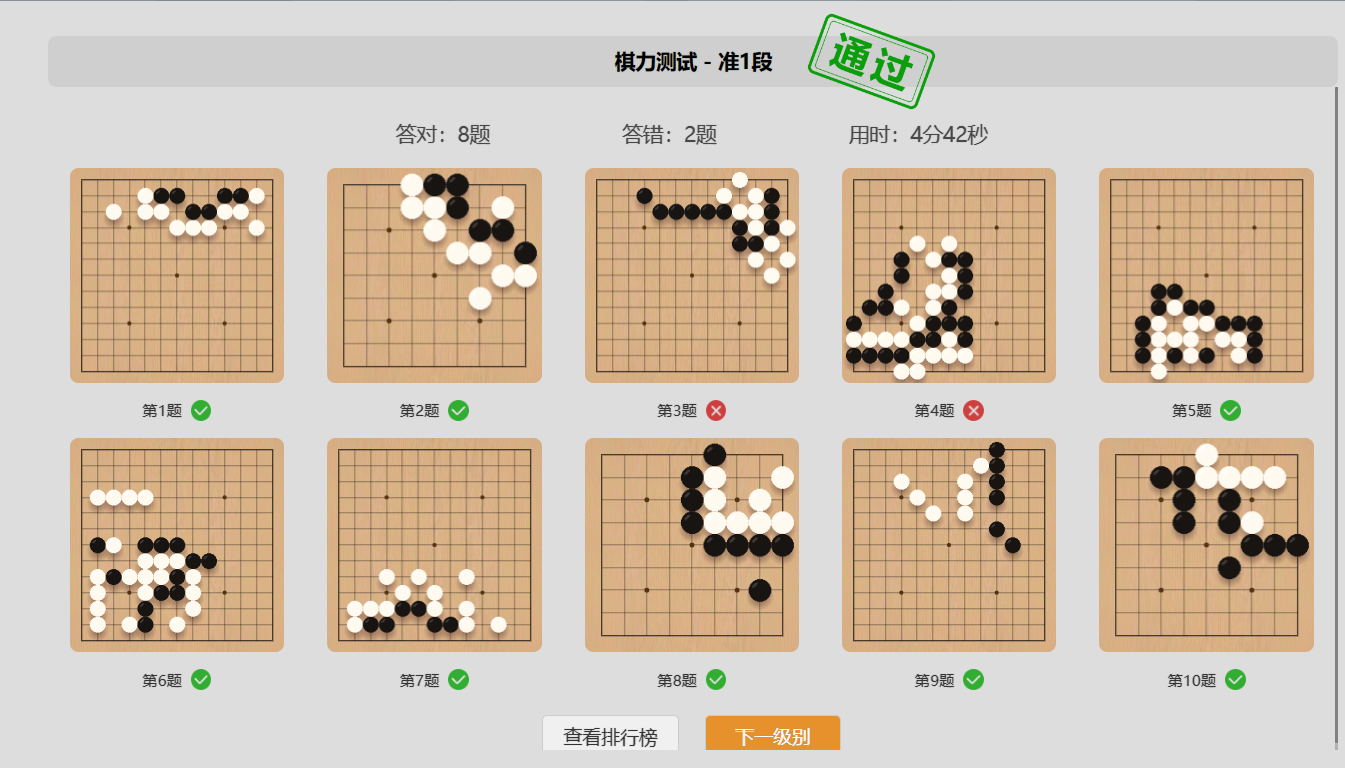 棋力测试 - 准1段
通过
答对：8题 答错：2题 用时：4分42秒
第1题 第2题 第3题 第4题 第5题
第6题 第7题 第8题 第9题 第10题
查看排行榜 下一级别